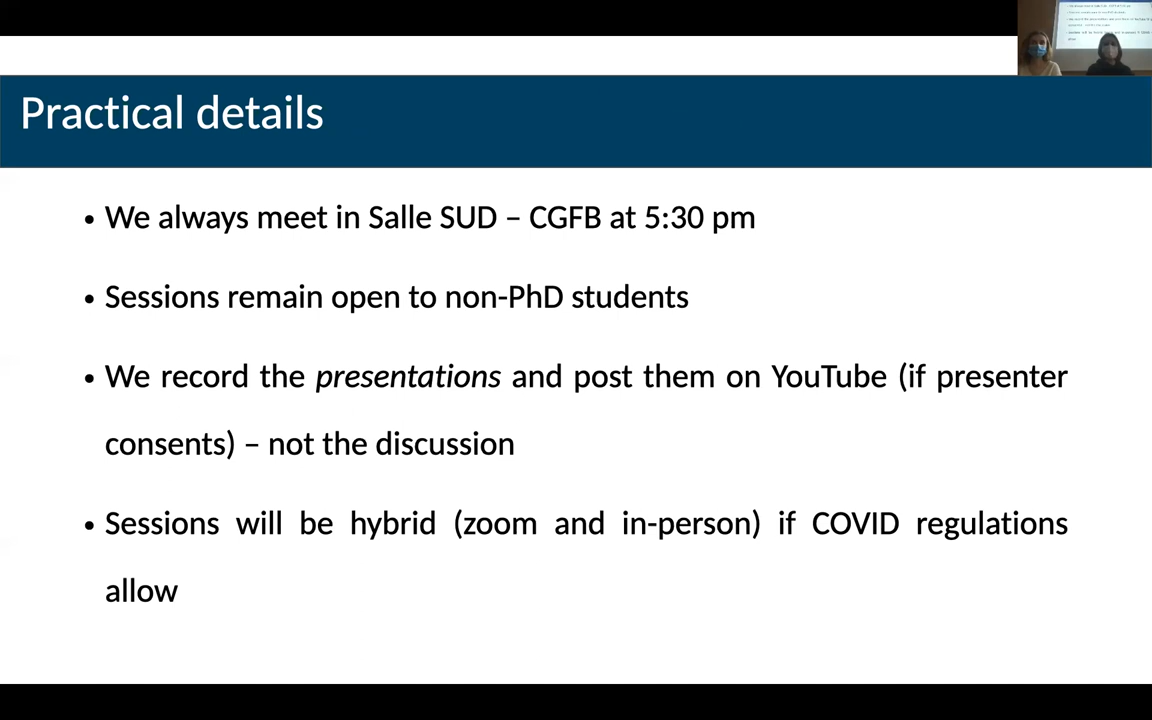 Practical details
• We always meet in Salle SUD – CGFB at 5:30 pm
• Sessions remain open to non-PhD students
• We record the presentations and post them on YouTube (if presenter
consents) – not the discussion
• Sessions will be hybrid (zoom and in-person) if COVID regulations
allow